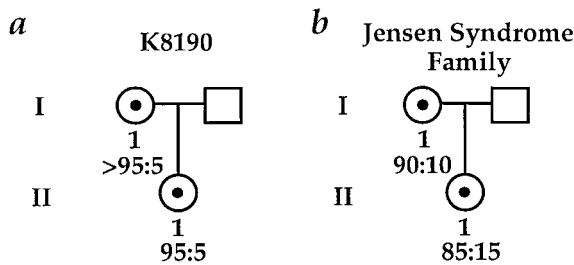 a
K8190
I
1
>95:5
II
1
95:5
b
Jensen Syndrome
Family
I
1
90:10
II
1
85:15